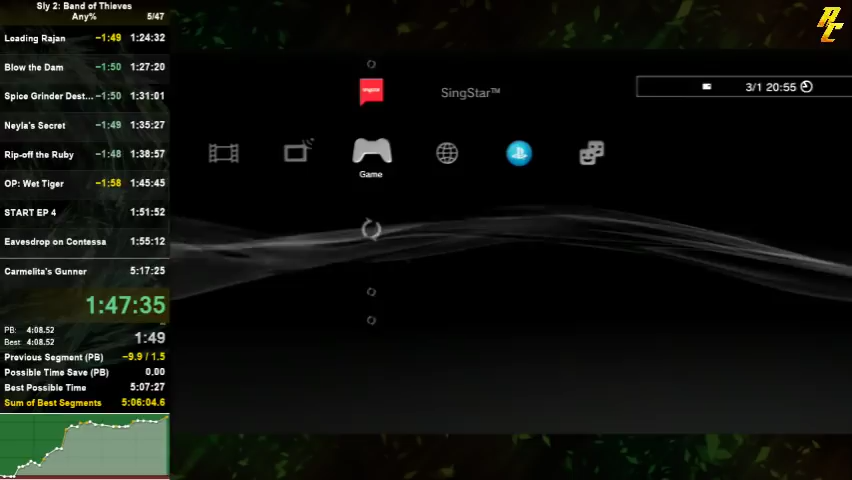 Sly 2: Band of Thieves
Any% 5/47
Leading Rajan −1:49 1:24:32
Blow the Dam −1:50 1:27:20
Spice Grinder Dest... −1:50 1:31:01
Neyla's Secret −1:49 1:35:27
Rip-off the Ruby −1:48 1:38:57
OP: Wet Tiger −1:58 1:45:45
START EP 4 1:51:52
Eavesdrop on Contessa 1:55:12
Carmelita's Gunner 5:17:25
1:47:35
PB: 4:08.52
Best: 4:08.52
1:49
Previous Segment (PB) −9.9 / 1.5
Possible Time Save (PB) 0.00
Best Possible Time 5:07:27
Sum of Best Segments 5:06:04.6
SingStar™
3/1 20:55
Game